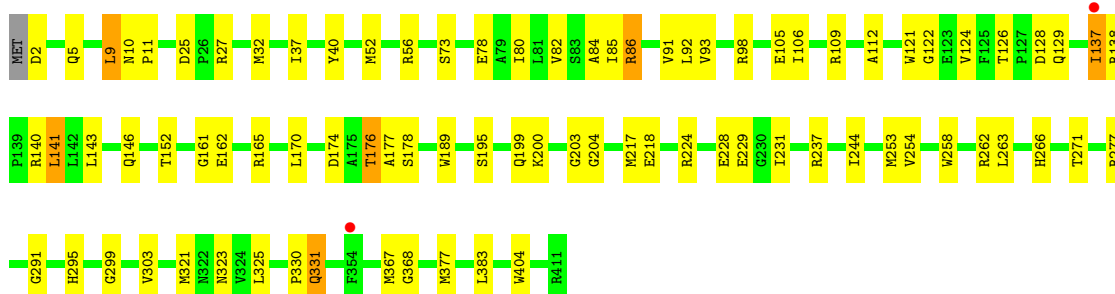 MET D2 Q5 L9 N10 P11 D25 P26 R27 M32 I37 Y40 M52 R56 S73 E78 A79 I80 L81 V82 S83 A84 I85 R86 V91 L92 V93 R98 E105 I106 R109 A112 W121 G122 E123 V124 F125 T126 P127 D128 Q129 I137
P139 R140 L141 L142 L143 Q146 T152 G161 E162 R165 L170 D174 A175 T176 A177 S178 W189 S195 Q199 K200 G203 G204 M217 E218 R224 E228 E229 G230 I231 R237 I244 M253 V254 W258 R262 L263 H266 T271
G291 H295 G299 V303 M321 N322 N323 V324 L325 P330 Q331 F354 M367 G368 M377 L383 W404 R411